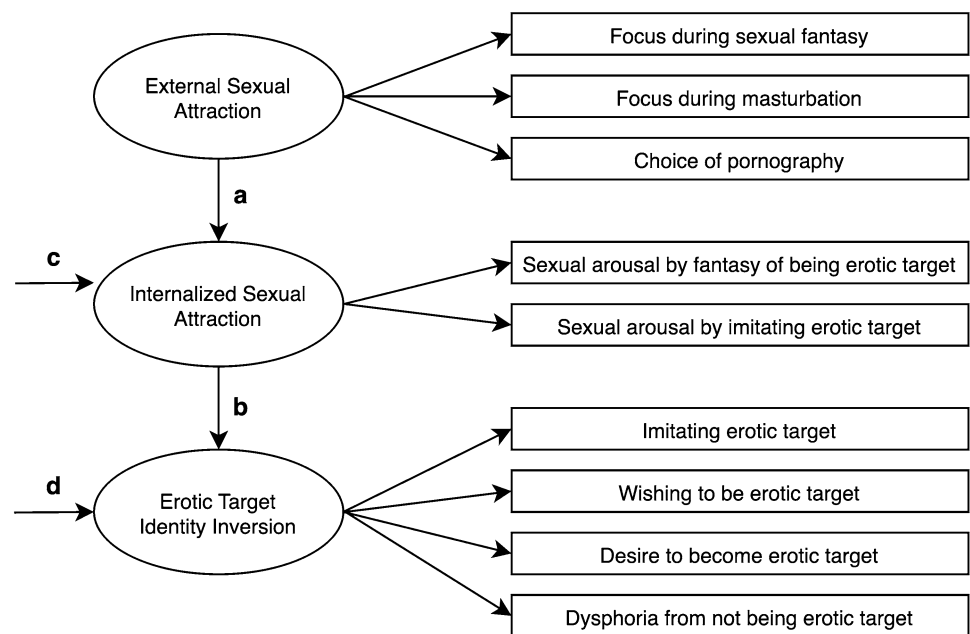 External Sexual
Attraction
Focus during sexual fantasy
Focus during masturbation
Choice of pornography
a
c
Internalized Sexual
Attraction
Sexual arousal by fantasy of being erotic target
Sexual arousal by imitating erotic target
b
d
Erotic Target
Identity Inversion
Imitating erotic target
Wishing to be erotic target
Desire to become erotic target
Dysphoria from not being erotic target